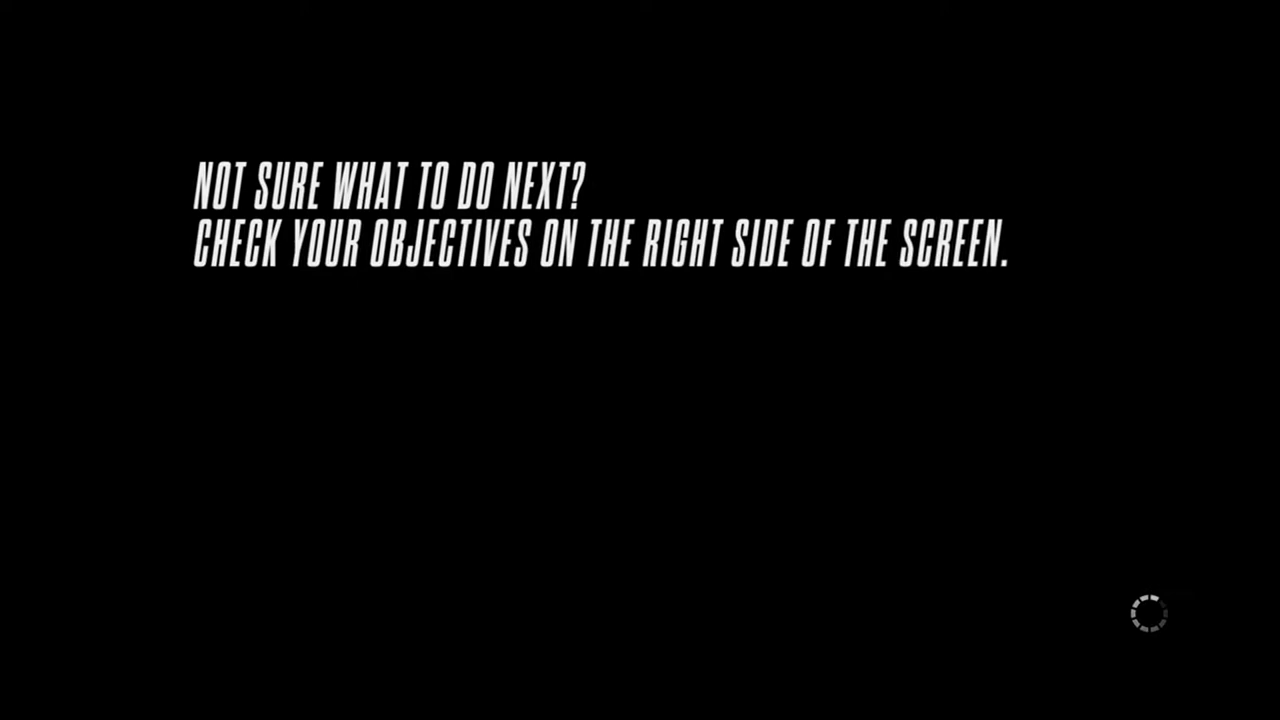 NOT SURE WHAT TO DO NEXT?
CHECK YOUR OBJECTIVES ON THE RIGHT SIDE OF THE SCREEN.